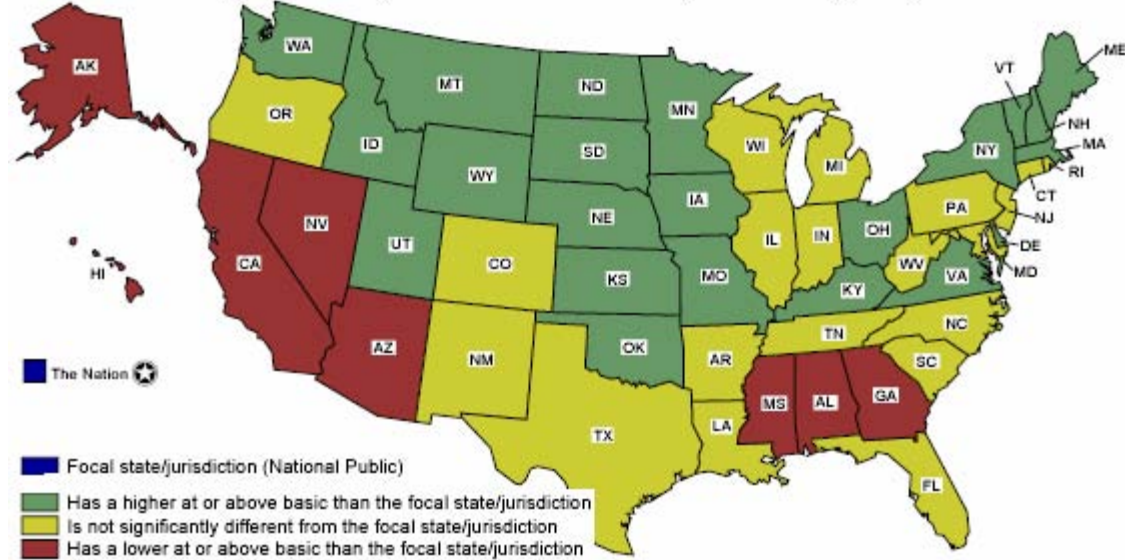 WA
ME
VT
AK
MT
ND
MN
OR
NH
ID
WI
NY
MA
SD
MI
RI
WY
CT
IA
PA
NJ
NE
OH
NV
IL
IN
DE
UT
WV
MD
CO
CA
VA
HI
KS
MO
KY
NC
TN
AZ
OK
NM
AR
SC
The Nation
MS
AL
GA
LA
TX
Focal state/jurisdiction (National Public)
FL
Has a higher at or above basic than the focal state/jurisdiction
Is not significantly different from the focal state/jurisdiction
Has a lower at or above basic than the focal state/jurisdiction